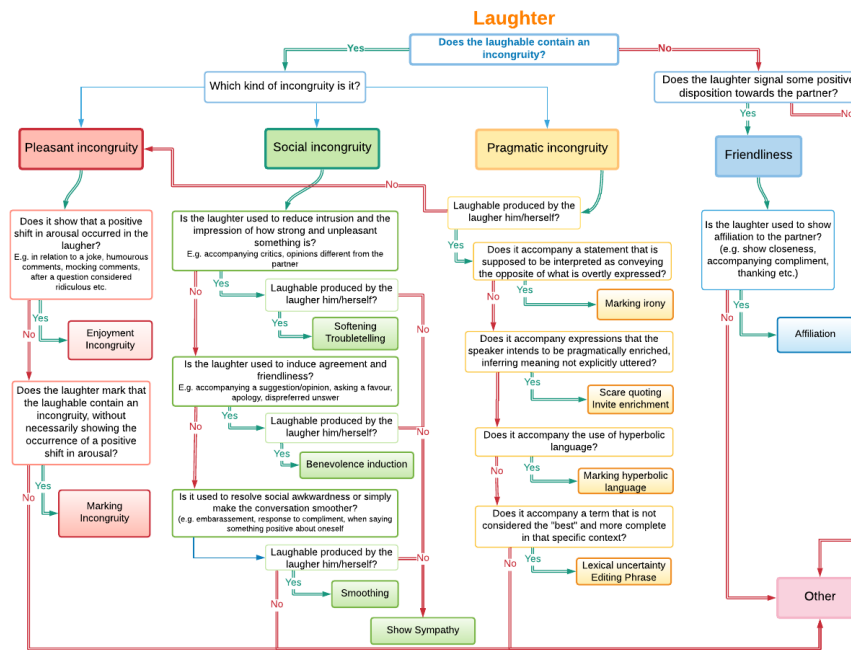 Laughter
Does the laughable contain an
incongruity?
Yes
No
Which kind of incongruity is it?
Does the laughter signal some positive
disposition towards the partner?
Yes
No
Pleasant incongruity
Social incongruity
Pragmatic incongruity
Friendliness
No
Does it show that a positive
shift in arousal occurred in the
laugher?
E.g. in relation to a joke, humourous
comments, mocking comments,
after a question considered
ridiculous etc.
No
Yes
Enjoyment
Incongruity
Does the laughter mark that
the laughable contain an
incongruity, without
necessarily showing the
occurrence of a positive
shift in arousal?
Yes
Marking
Incongruity
No
Is the laughter used to reduce intrusion and the
impression of how strong and unpleasant
something is?
E.g. accompanying critics, opinions different from the
partner
No
Yes
Laughable produced by the
laugher him/herself?
No
Yes
Softening
Troubletelling
Is the laughter used to induce agreement and
friendliness?
E.g. accompanying a suggestion/opinion, asking a favour,
apology, dispreferred unswer
No
Yes
Laughable produced by the
laugher him/herself?
No
Yes
Benevolence induction
Is it used to resolve social awkwardness or simply
make the conversation smoother?
(e.g. embarassement, response to compliment, when saying
something positive about oneself
Laughable produced by the
laugher him/herself?
No
Yes
No
Smoothing
Show Sympathy
Laughable produced by the
laugher him/herself?
Yes
Does it accompany a statement that is
supposed to be interpreted as conveying
the opposite of what is overtly expressed?
No
Yes
Marking irony
Does it accompany expressions that the
speaker intends to be pragmatically enriched,
inferring meaning not explicitly uttered?
No
Yes
Scare quoting
Invite enrichment
Does it accompany the use of hyperbolic
language?
No
Yes
Marking hyperbolic
language
Does it accompany a term that is not
considered the "best" and more complete
in that specific context?
No
Yes
Lexical uncertainty
Editing Phrase
Is the laughter used to show
affiliation to the partner?
(e.g. show closeness,
accompanying compliment,
thanking etc.)
No
Yes
Affiliation
Other